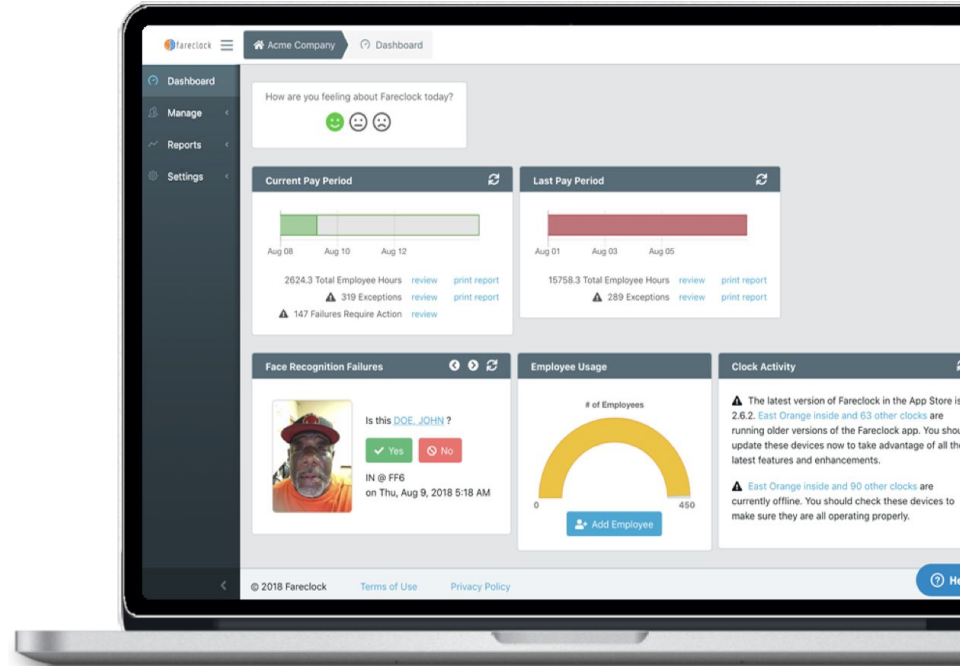 fareclock
Acme Company
Dashboard
Dashboard
Manage
Reports
Settings
How are you feeling about Fareclock today?
Current Pay Period
Aug 08 Aug 10 Aug 12
2624.3 Total Employee Hours review print report
319 Exceptions review print report
147 Failures Require Action review
Last Pay Period
Aug 01 Aug 03 Aug 05
15758.3 Total Employee Hours review print report
289 Exceptions review print report
Face Recognition Failures
Is this DOE, JOHN ?
Yes No
IN @ FF6
on Thu, Aug 9, 2018 5:18 AM
Employee Usage
# of Employees
0 450
Add Employee
Clock Activity
The latest version of Fareclock in the App Store is
2.6.2. East Orange inside and 63 other clocks are
running older versions of the Fareclock app. You shou
update these devices now to take advantage of all the
latest features and enhancements.
East Orange inside and 90 other clocks are
currently offline. You should check these devices to
make sure they are all operating properly.
© 2018 Fareclock Terms of Use Privacy Policy
He